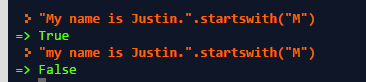 > "My name is Justin.".startswith("M")
=> True
> "my name is Justin.".startswith("M")
=> False